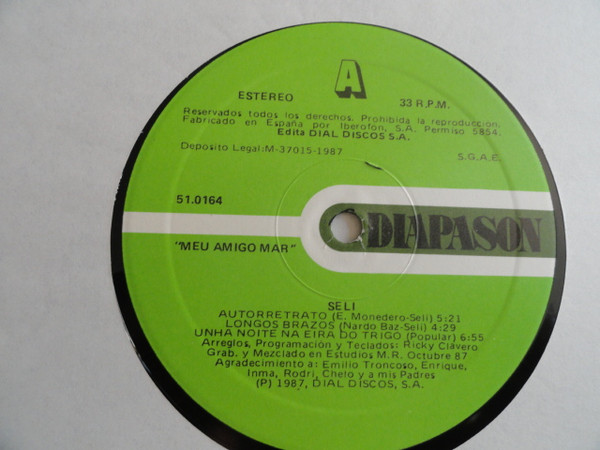 A
ESTEREO
33 R.P.M.
Reservados todos los derechos. Prohibida la reproducción.
Fabricado en España por Iberofon, S.A. Permiso 5854.
Edita DIAL DISCOS S.A.
Deposito Legal:M-37015-1987
S.G.A.E.
51.0164
DIAPASON
"MEU AMIGO MAR"
SELI
AUTORRETRATO (E. Monedero-Seli) 5:21
LONGOS BRAZOS (Nardo Baz-Seli) 4:29
UNHA NOITE NA EIRA DO TRIGO (Popular) 6:55
Arreglos, Programación y Teclados: Ricky Clávero
Grab. y Mezclado en Estudios M.R. Octubre 87
Agradecimiento a: Emilio Troncoso, Enrique,
Inma, Rodri, Chelo y a mis Padres
(P) 1987, DIAL DISCOS, S.A.